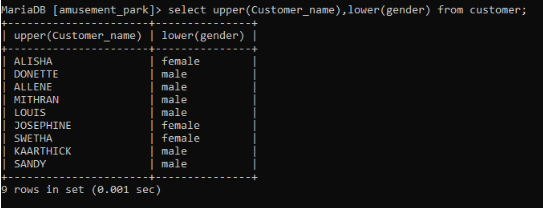 MariaDB [amusement_park]> select upper(Customer_name),lower(gender) from customer;
+----------------------+---------------+
| upper(Customer_name) | lower(gender) |
+----------------------+---------------+
| ALISHA               | female        |
| DONETTE              | male          |
| ALLENE               | male          |
| MITHRAN              | male          |
| LOUIS                | male          |
| JOSEPHINE            | female        |
| SWETHA               | female        |
| KAARTHICK            | male          |
| SANDY                | male          |
+----------------------+---------------+
9 rows in set (0.001 sec)